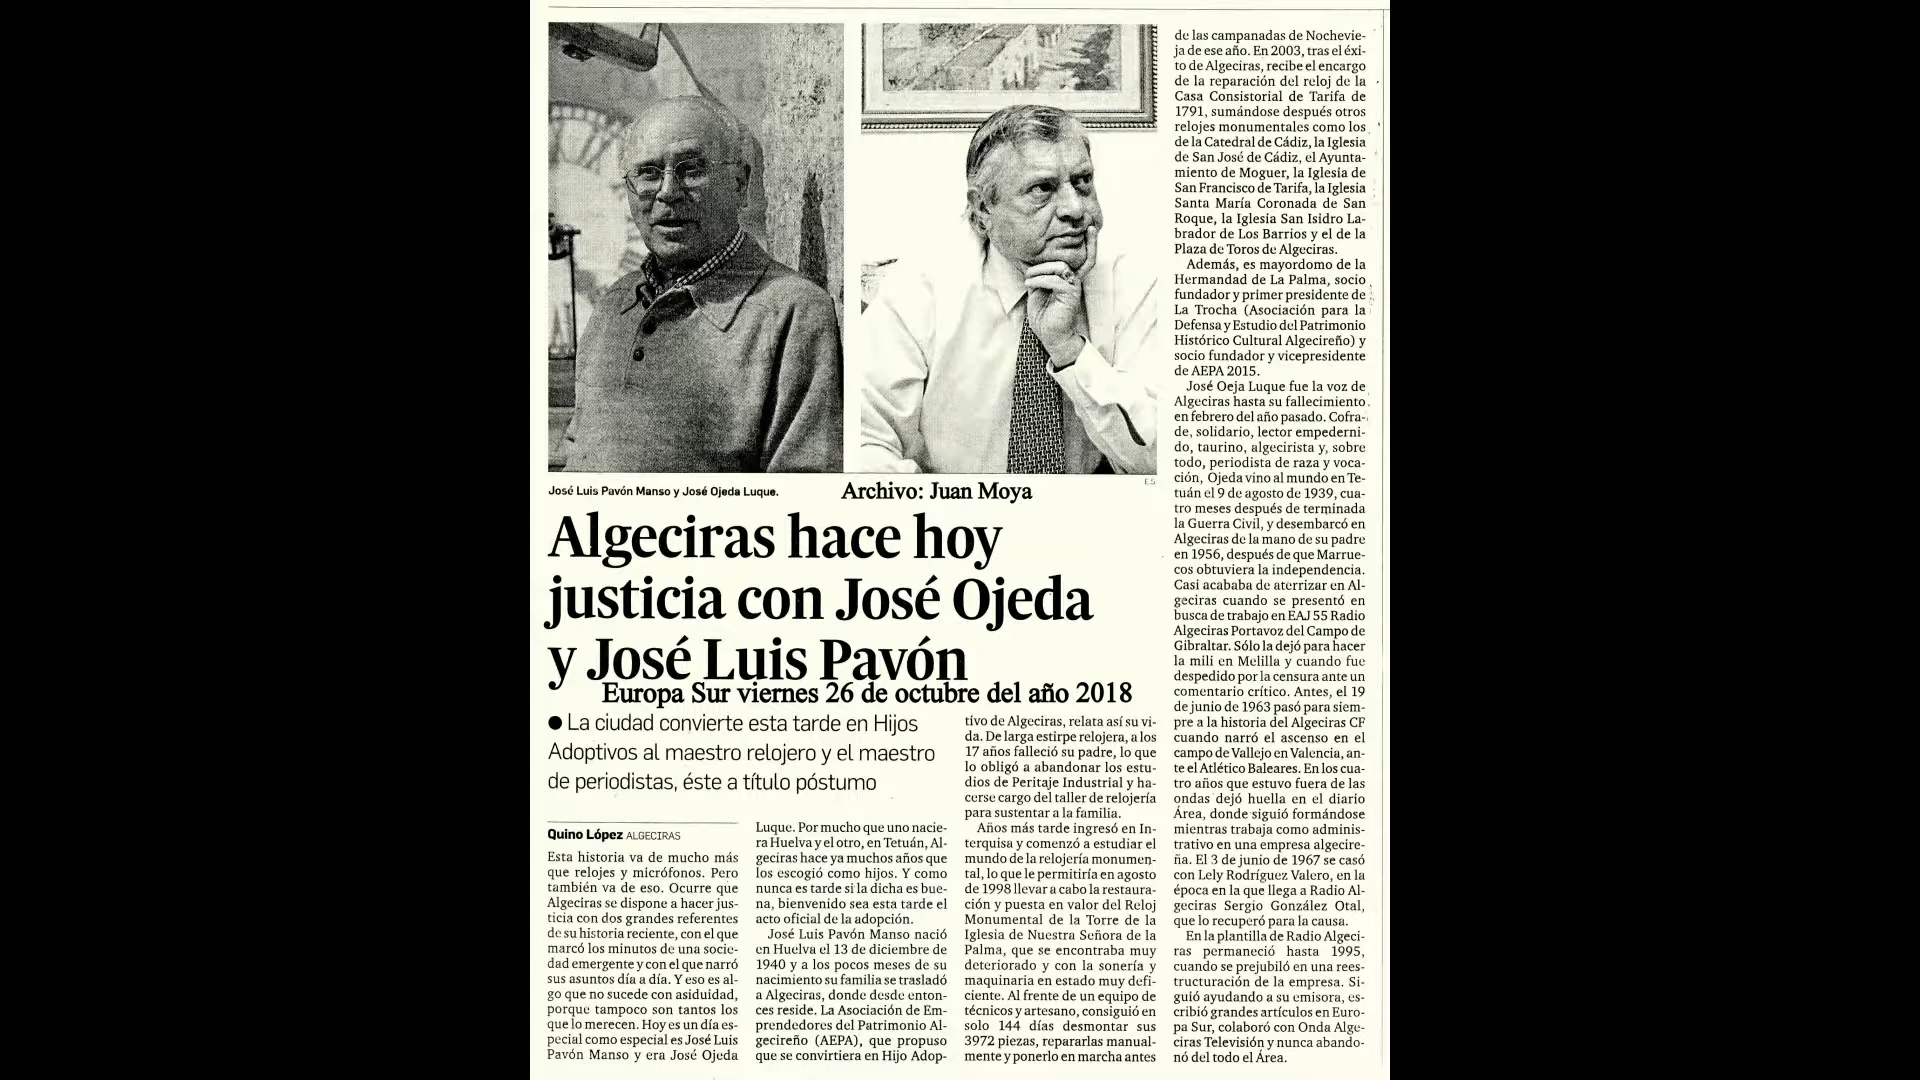 José Luis Pavón Manso y José Ojeda Luque.
Archivo: Juan Moya
E.S.
Algeciras hace hoy
justicia con José Ojeda
y José Luis Pavón
Europa Sur viernes 26 de octubre del año 2018
● La ciudad convierte esta tarde en Hijos
Adoptivos al maestro relojero y el maestro
de periodistas, éste a título póstumo
Quino López ALGECIRAS
Esta historia va de mucho más
que relojes y micrófonos. Pero
también va de eso. Ocurre que
Algeciras se dispone a hacer jus-
ticia con dos grandes referentes
de su historia reciente, con el que
marcó los minutos de una socie-
dad emergente y con el que narró
sus asuntos día a día. Y eso es al-
go que no sucede con asiduidad,
porque tampoco son tantos los
que lo merecen. Hoy es un día es-
pecial como especial es José Luis
Pavón Manso y era José Ojeda
Luque. Por mucho que uno nacie-
ra Huelva y el otro, en Tetuán, Al-
geciras hace ya muchos años que
los escogió como hijos. Y como
nunca es tarde si la dicha es bue-
na, bienvenido sea esta tarde el
acto oficial de la adopción.
José Luis Pavón Manso nació
en Huelva el 13 de diciembre de
1940 y a los pocos meses de su
nacimiento su familia se trasladó
a Algeciras, donde desde enton-
ces reside. La Asociación de Em-
prendedores del Patrimonio Al-
gecireño (AEPA), que propuso
que se convirtiera en Hijo Adop-
tivo de Algeciras, relata así su vi-
da. De larga estirpe relojera, a los
17 años falleció su padre, lo que
lo obligó a abandonar los estu-
dios de Peritaje Industrial y ha-
cerse cargo del taller de relojería
para sustentar a la familia.
Años más tarde ingresó en In-
terquisa y comenzó a estudiar el
mundo de la relojería monumen-
tal, lo que le permitiría en agosto
de 1998 llevar a cabo la restaura-
ción y puesta en valor del Reloj
Monumental de la Torre de la
Iglesia de Nuestra Señora de la
Palma, que se encontraba muy
deteriorado y con la sonería y
maquinaria en estado muy defi-
ciente. Al frente de un equipo de
técnicos y artesano, consiguió en
solo 144 días desmontar sus
3972 piezas, repararlas manual-
mente y ponerlo en marcha antes
de las campanadas de Nochevie-
ja de ese año. En 2003, tras el éxi-
to de Algeciras, recibe el encargo
de la reparación del reloj de la
Casa Consistorial de Tarifa de
1791, sumándose después otros
relojes monumentales como los
de la Catedral de Cádiz, la Iglesia
de San José de Cádiz, el Ayunta-
miento de Moguer, la Iglesia de
San Francisco de Tarifa, la Iglesia
Santa María Coronada de San
Roque, la Iglesia San Isidro La-
brador de Los Barrios y el de la
Plaza de Toros de Algeciras.
Además, es mayordomo de la
Hermandad de La Palma, socio
fundador y primer presidente de
La Trocha (Asociación para la
Defensa y Estudio del Patrimonio
Histórico Cultural Algecireño) y
socio fundador y vicepresidente
de AEPA 2015.
José Oeja Luque fue la voz de
Algeciras hasta su fallecimiento
en febrero del año pasado. Cofra-
de, solidario, lector empederni-
do, taurino, algecirista y, sobre
todo, periodista de raza y voca-
ción, Ojeda vino al mundo en Te-
tuán el 9 de agosto de 1939, cua-
tro meses después de terminada
la Guerra Civil, y desembarcó en
Algeciras de la mano de su padre
en 1956, después de que Marrue-
cos obtuviera la independencia.
Casi acababa de aterrizar en Al-
geciras cuando se presentó en
busca de trabajo en EAJ 55 Radio
Algeciras Portavoz del Campo de
Gibraltar. Sólo la dejó para hacer
la mili en Melilla y cuando fue
despedido por la censura ante un
comentario crítico. Antes, el 19
de junio de 1963 pasó para siem-
pre a la historia del Algeciras CF
cuando narró el ascenso en el
campo de Vallejo en Valencia, an-
te el Atlético Baleares. En los cua-
tro años que estuvo fuera de las
ondas dejó huella en el diario
Área, donde siguió formándose
mientras trabaja como adminis-
trativo en una empresa algecire-
ña. El 3 de junio de 1967 se casó
con Lely Rodríguez Valero, en la
época en la que llega a Radio Al-
geciras Sergio González Otal,
que lo recuperó para la causa.
En la plantilla de Radio Algeci-
ras permaneció hasta 1995,
cuando se prejubiló en una rees-
tructuración de la empresa. Si-
guió ayudando a su emisora, es-
cribió grandes artículos en Euro-
pa Sur, colaboró con Onda Alge-
ciras Televisión y nunca abando-
nó del todo el Área.